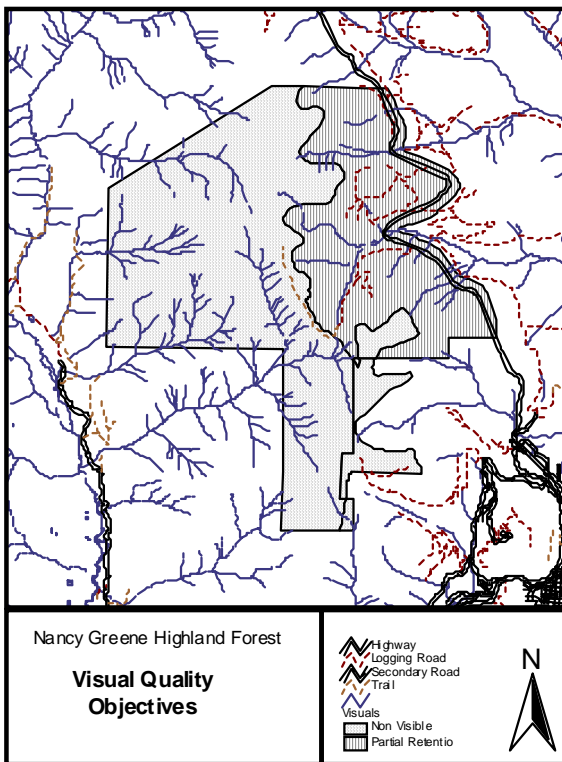 Nancy Greene Highland Forest
Visual Quality
Objectives
Highway
Logging Road
Secondary Road
Trail
Visuals
Non Visible
Partial Retentio
N